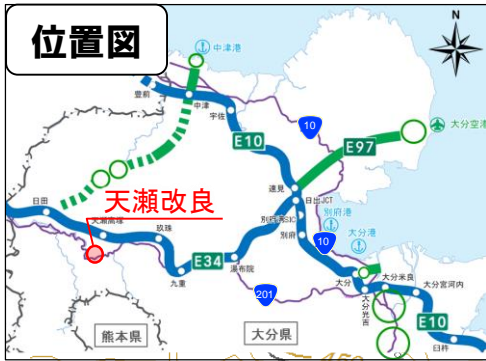 位置図
N
中津港
豊前
中津
宇佐
10
大分空港
E10
E97
速見
日出JCT
天瀬改良
日田
天瀬高塚
玖珠
別府湾SIC
別府港
別府
大分港
10
E34
湯布院
九重
201
大分
大分米良
大分光吉
大分宮河内
E10
臼杵
熊本県
大分県